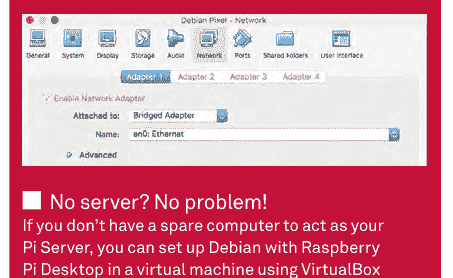 Debian Pixel - Network
General System Display Storage Audio Network Ports Shared Folders User Interface
Adapter 1 Adapter 2 Adapter 3 Adapter 4
Enable Network Adapter
Attached to: Bridged Adapter
Name: en0: Ethernet
Advanced
No server? No problem!
If you don't have a spare computer to act as your
Pi Server, you can set up Debian with Raspberry
Pi Desktop in a virtual machine using VirtualBox